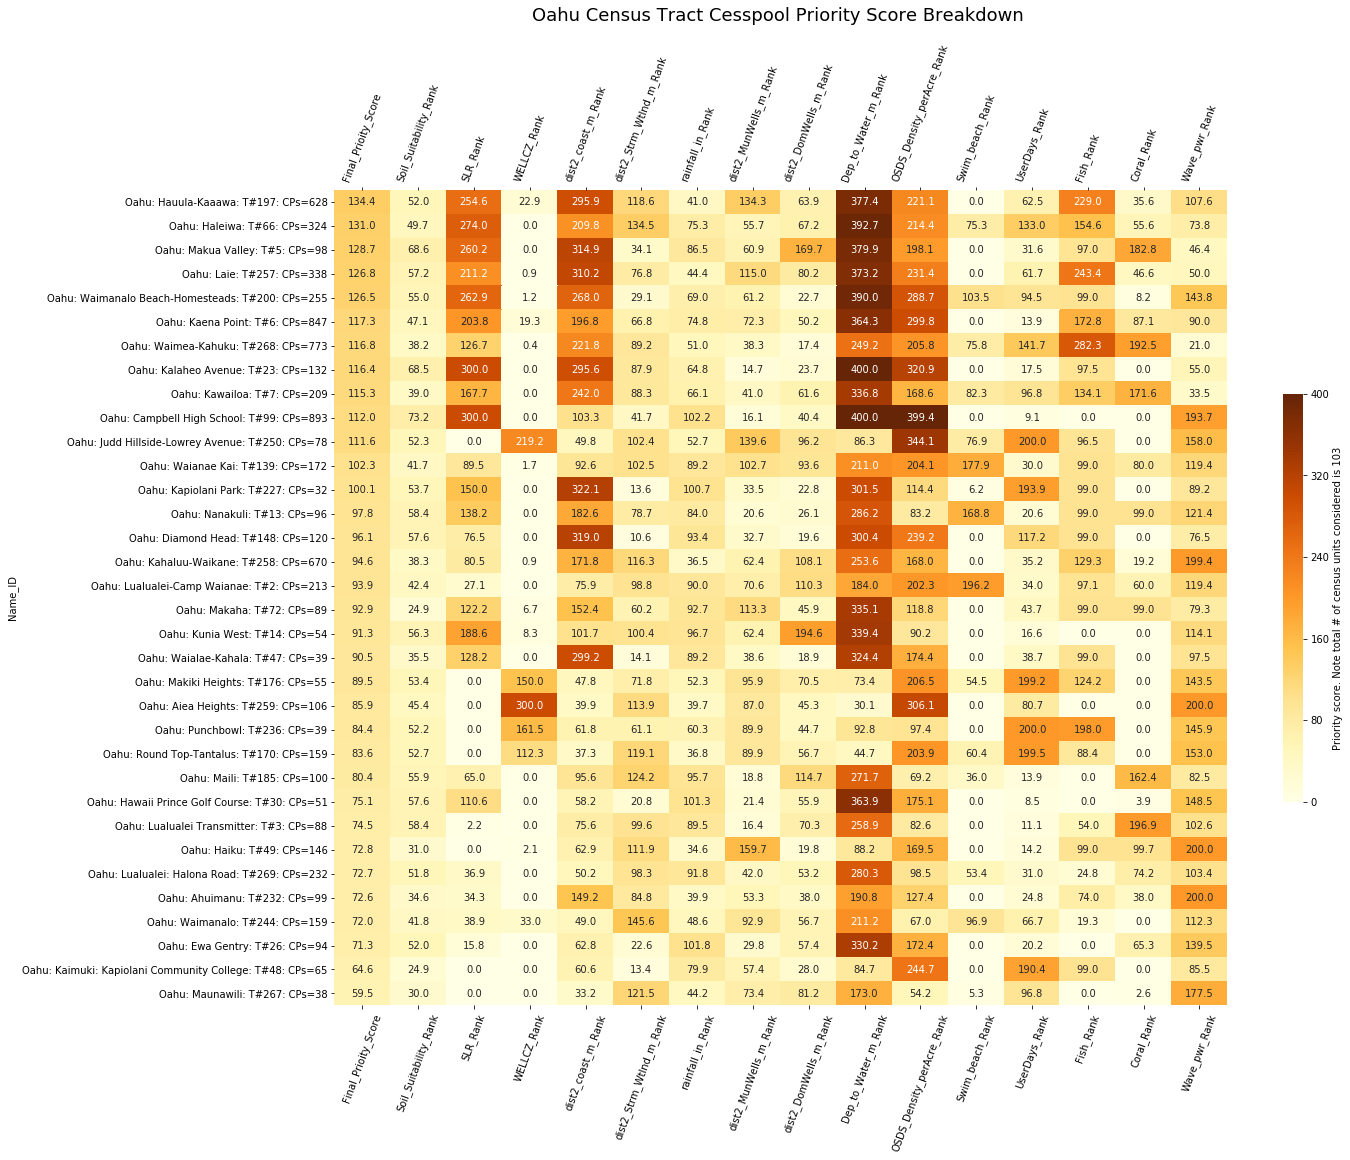 Oahu Census Tract Cesspool Priority Score Breakdown
Final_Prioity_Score Soil_Suitability_Rank SLR_Rank WELLCZ_Rank dist2_coast_m_Rank dist2_Strm_Wtlnd_m_Rank rainfall_in_Rank dist2_MunWells_m_Rank dist2_DomWells_m_Rank Dep_to_Water_m_Rank OSDS_Density_perAcre_Rank Swim_beach_Rank UserDays_Rank Fish_Rank Coral_Rank Wave_pwr_Rank
Oahu: Hauula-Kaaawa: T#197: CPs=628 134.4 52.0 254.6 22.9 295.9 118.6 41.0 134.3 63.9 377.4 221.1 0.0 62.5 229.0 35.6 107.6
Oahu: Haleiwa: T#66: CPs=324 131.0 49.7 274.0 0.0 209.8 134.5 75.3 55.7 67.2 392.7 214.4 75.3 133.0 154.6 55.6 73.8
Oahu: Makua Valley: T#5: CPs=98 128.7 68.6 260.2 0.0 314.9 34.1 86.5 60.9 169.7 379.9 198.1 0.0 31.6 97.0 182.8 46.4
Oahu: Laie: T#257: CPs=338 126.8 57.2 211.2 0.9 310.2 76.8 44.4 115.0 80.2 373.2 231.4 0.0 61.7 243.4 46.6 50.0
Oahu: Waimanalo Beach-Homesteads: T#200: CPs=255 126.5 55.0 262.9 1.2 268.0 29.1 69.0 61.2 22.7 390.0 288.7 103.5 94.5 99.0 8.2 143.8
Oahu: Kaena Point: T#6: CPs=847 117.3 47.1 203.8 19.3 196.8 66.8 74.8 72.3 50.2 364.3 299.8 0.0 13.9 172.8 87.1 90.0
Oahu: Waimea-Kahuku: T#268: CPs=773 116.8 38.2 126.7 0.4 221.8 89.2 51.0 38.3 17.4 249.2 205.8 75.8 141.7 282.3 192.5 21.0
Oahu: Kalaheo Avenue: T#23: CPs=132 116.4 68.5 300.0 0.0 295.6 87.9 64.8 14.7 23.7 400.0 320.9 0.0 17.5 97.5 0.0 55.0
Oahu: Kawailoa: T#7: CPs=209 115.3 39.0 167.7 0.0 242.0 88.3 66.1 41.0 61.6 336.8 168.6 82.3 96.8 134.1 171.6 33.5
Oahu: Campbell High School: T#99: CPs=893 112.0 73.2 300.0 0.0 103.3 41.7 102.2 16.1 40.4 400.0 399.4 0.0 9.1 0.0 0.0 193.7
Oahu: Judd Hillside-Lowrey Avenue: T#250: CPs=78 111.6 52.3 0.0 219.2 49.8 102.4 52.7 139.6 96.2 86.3 344.1 76.9 200.0 96.5 0.0 158.0
Oahu: Waianae Kai: T#139: CPs=172 102.3 41.7 89.5 1.7 92.6 102.5 89.2 102.7 93.6 211.0 204.1 177.9 30.0 99.0 80.0 119.4
Oahu: Kapiolani Park: T#227: CPs=32 100.1 53.7 150.0 0.0 322.1 13.6 100.7 33.5 22.8 301.5 114.4 6.2 193.9 99.0 0.0 89.2
Oahu: Nanakuli: T#13: CPs=96 97.8 58.4 138.2 0.0 182.6 78.7 84.0 20.6 26.1 286.2 83.2 168.8 20.6 99.0 99.0 121.4
Oahu: Diamond Head: T#148: CPs=120 96.1 57.6 76.5 0.0 319.0 10.6 93.4 32.7 19.6 300.4 239.2 0.0 117.2 99.0 0.0 76.5
Oahu: Kahaluu-Waikane: T#258: CPs=670 94.6 38.3 80.5 0.9 171.8 116.3 36.5 62.4 108.1 253.6 168.0 0.0 35.2 129.3 19.2 199.4
Oahu: Lualualei-Camp Waianae: T#2: CPs=213 93.9 42.4 27.1 0.0 75.9 98.8 90.0 70.6 110.3 184.0 202.3 196.2 34.0 97.1 60.0 119.4
Oahu: Makaha: T#72: CPs=89 92.9 24.9 122.2 6.7 152.4 60.2 92.7 113.3 45.9 335.1 118.8 0.0 43.7 99.0 99.0 79.3
Oahu: Kunia West: T#14: CPs=54 91.3 56.3 188.6 8.3 101.7 100.4 96.7 62.4 194.6 339.4 90.2 0.0 16.6 0.0 0.0 114.1
Oahu: Waialae-Kahala: T#47: CPs=39 90.5 35.5 128.2 0.0 299.2 14.1 89.2 38.6 18.9 324.4 174.4 0.0 38.7 99.0 0.0 97.5
Oahu: Makiki Heights: T#176: CPs=55 89.5 53.4 0.0 150.0 47.8 71.8 52.3 95.9 70.5 73.4 206.5 54.5 199.2 124.2 0.0 143.5
Oahu: Aiea Heights: T#259: CPs=106 85.9 45.4 0.0 300.0 39.9 113.9 39.7 87.0 45.3 30.1 306.1 0.0 80.7 0.0 0.0 200.0
Oahu: Punchbowl: T#236: CPs=39 84.4 52.2 0.0 161.5 61.8 61.1 60.3 89.9 44.7 92.8 97.4 0.0 200.0 198.0 0.0 145.9
Oahu: Round Top-Tantalus: T#170: CPs=159 83.6 52.7 0.0 112.3 37.3 119.1 36.8 89.9 56.7 44.7 203.9 60.4 199.5 88.4 0.0 153.0
Oahu: Maili: T#185: CPs=100 80.4 55.9 65.0 0.0 95.6 124.2 95.7 18.8 114.7 271.7 69.2 36.0 13.9 0.0 162.4 82.5
Oahu: Hawaii Prince Golf Course: T#30: CPs=51 75.1 57.6 110.6 0.0 58.2 20.8 101.3 21.4 55.9 363.9 175.1 0.0 8.5 0.0 3.9 148.5
Oahu: Lualualei Transmitter: T#3: CPs=88 74.5 58.4 2.2 0.0 75.6 99.6 89.5 16.4 70.3 258.9 82.6 0.0 11.1 54.0 196.9 102.6
Oahu: Haiku: T#49: CPs=146 72.8 31.0 0.0 2.1 62.9 111.9 34.6 159.7 19.8 88.2 169.5 0.0 14.2 99.0 99.7 200.0
Oahu: Lualualei: Halona Road: T#269: CPs=232 72.7 51.8 36.9 0.0 50.2 98.3 91.8 42.0 53.2 280.3 98.5 53.4 31.0 24.8 74.2 103.4
Oahu: Ahuimanu: T#232: CPs=99 72.6 34.6 34.3 0.0 149.2 84.8 39.9 53.3 38.0 190.8 127.4 0.0 24.8 74.0 38.0 200.0
Oahu: Waimanalo: T#244: CPs=159 72.0 41.8 38.9 33.0 49.0 145.6 48.6 92.9 56.7 211.2 67.0 96.9 66.7 19.3 0.0 112.3
Oahu: Ewa Gentry: T#26: CPs=94 71.3 52.0 15.8 0.0 62.8 22.6 101.8 29.8 57.4 330.2 172.4 0.0 20.2 0.0 65.3 139.5
Oahu: Kaimuki: Kapiolani Community College: T#48: CPs=65 64.6 24.9 0.0 0.0 60.6 13.4 79.9 57.4 28.0 84.7 244.7 0.0 190.4 99.0 0.0 85.5
Oahu: Maunawili: T#267: CPs=38 59.5 30.0 0.0 0.0 33.2 121.5 44.2 73.4 81.2 173.0 54.2 5.3 96.8 0.0 2.6 177.5
Final_Prioity_Score Soil_Suitability_Rank SLR_Rank WELLCZ_Rank dist2_coast_m_Rank dist2_Strm_Wtlnd_m_Rank rainfall_in_Rank dist2_MunWells_m_Rank dist2_DomWells_m_Rank Dep_to_Water_m_Rank OSDS_Density_perAcre_Rank Swim_beach_Rank UserDays_Rank Fish_Rank Coral_Rank Wave_pwr_Rank
Name_ID
400
320
240
160
80
0
Priority score. Note total # of census units considered is 103